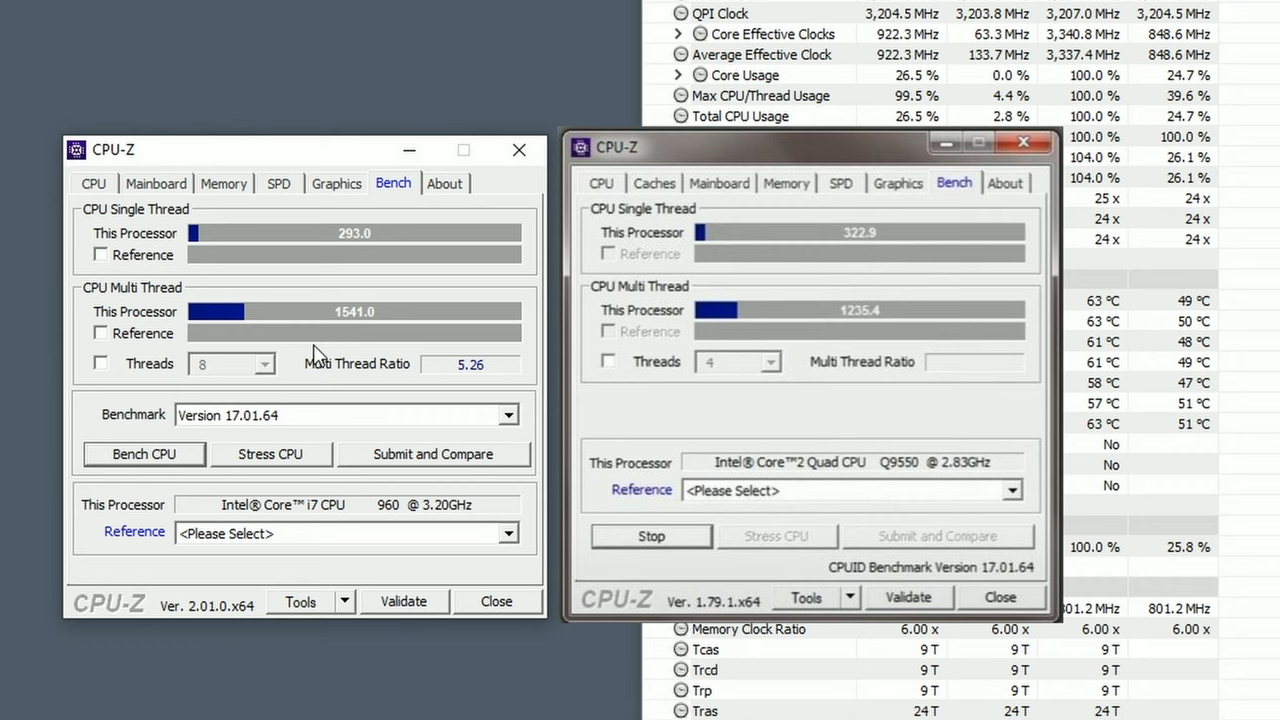 QPI Clock 3,204.5 MHz 3,203.8 MHz 3,207.0 MHz 3,204.5 MHz
Core Effective Clocks 922.3 MHz 63.3 MHz 3,340.8 MHz 848.6 MHz
Average Effective Clock 922.3 MHz 133.7 MHz 3,337.4 MHz 848.6 MHz
Core Usage 26.5 % 0.0 % 100.0 % 24.7 %
Max CPU/Thread Usage 99.5 % 4.4 % 100.0 % 39.6 %
Total CPU Usage 26.5 % 2.8 % 100.0 % 24.7 %
100.0 % 100.0 %
104.0 % 26.1 %
104.0 % 26.1 %
25 x 24 x
24 x 24 x
24 x 24 x
63 °C 49 °C
63 °C 50 °C
61 °C 48 °C
61 °C 49 °C
58 °C 47 °C
57 °C 51 °C
63 °C 51 °C
No
No
No
100.0 % 25.8 %
801.2 MHz 801.2 MHz
Memory Clock Ratio 6.00 x 6.00 x 6.00 x 6.00 x
Tcas 9 T 9 T 9 T
Trcd 9 T 9 T 9 T
Trp 9 T 9 T 9 T
Tras 24 T 24 T 24 T
CPU-Z
CPU Mainboard Memory SPD Graphics Bench About
CPU Single Thread
This Processor 293.0
Reference
CPU Multi Thread
This Processor 1541.0
Reference
Threads 8 Multi Thread Ratio 5.26
Benchmark Version 17.01.64
Bench CPU Stress CPU Submit and Compare
This Processor Intel® Core™ i7 CPU 960 @ 3.20GHz
Reference <Please Select>
CPU-Z Ver. 2.01.0.x64 Tools Validate Close
CPU-Z
CPU Caches Mainboard Memory SPD Graphics Bench About
CPU Single Thread
This Processor 322.9
Reference
CPU Multi Thread
This Processor 1235.4
Reference
Threads 4 Multi Thread Ratio
This Processor Intel® Core™2 Quad CPU Q9550 @ 2.83GHz
Reference <Please Select>
Stop Stress CPU Submit and Compare
CPUID Benchmark Version 17.01.64
CPU-Z Ver. 1.79.1.x64 Tools Validate Close